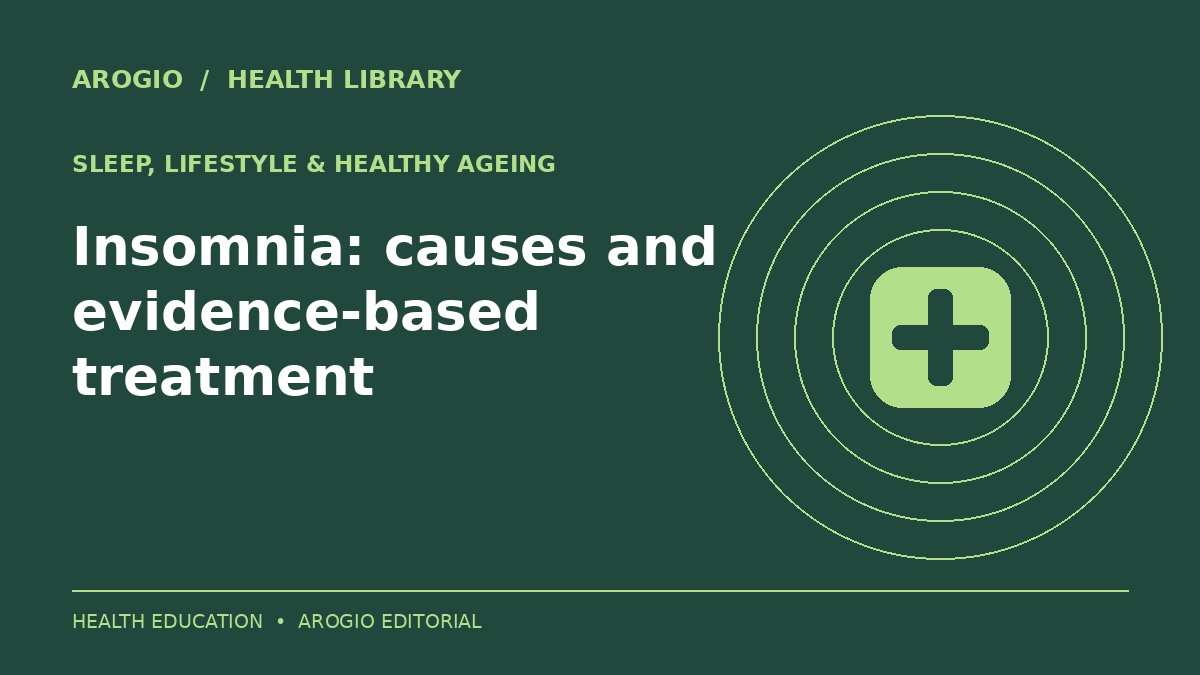 AROGIO / HEALTH LIBRARY
SLEEP, LIFESTYLE & HEALTHY AGEING
Insomnia: causes and
evidence-based
treatment
HEALTH EDUCATION • AROGIO EDITORIAL